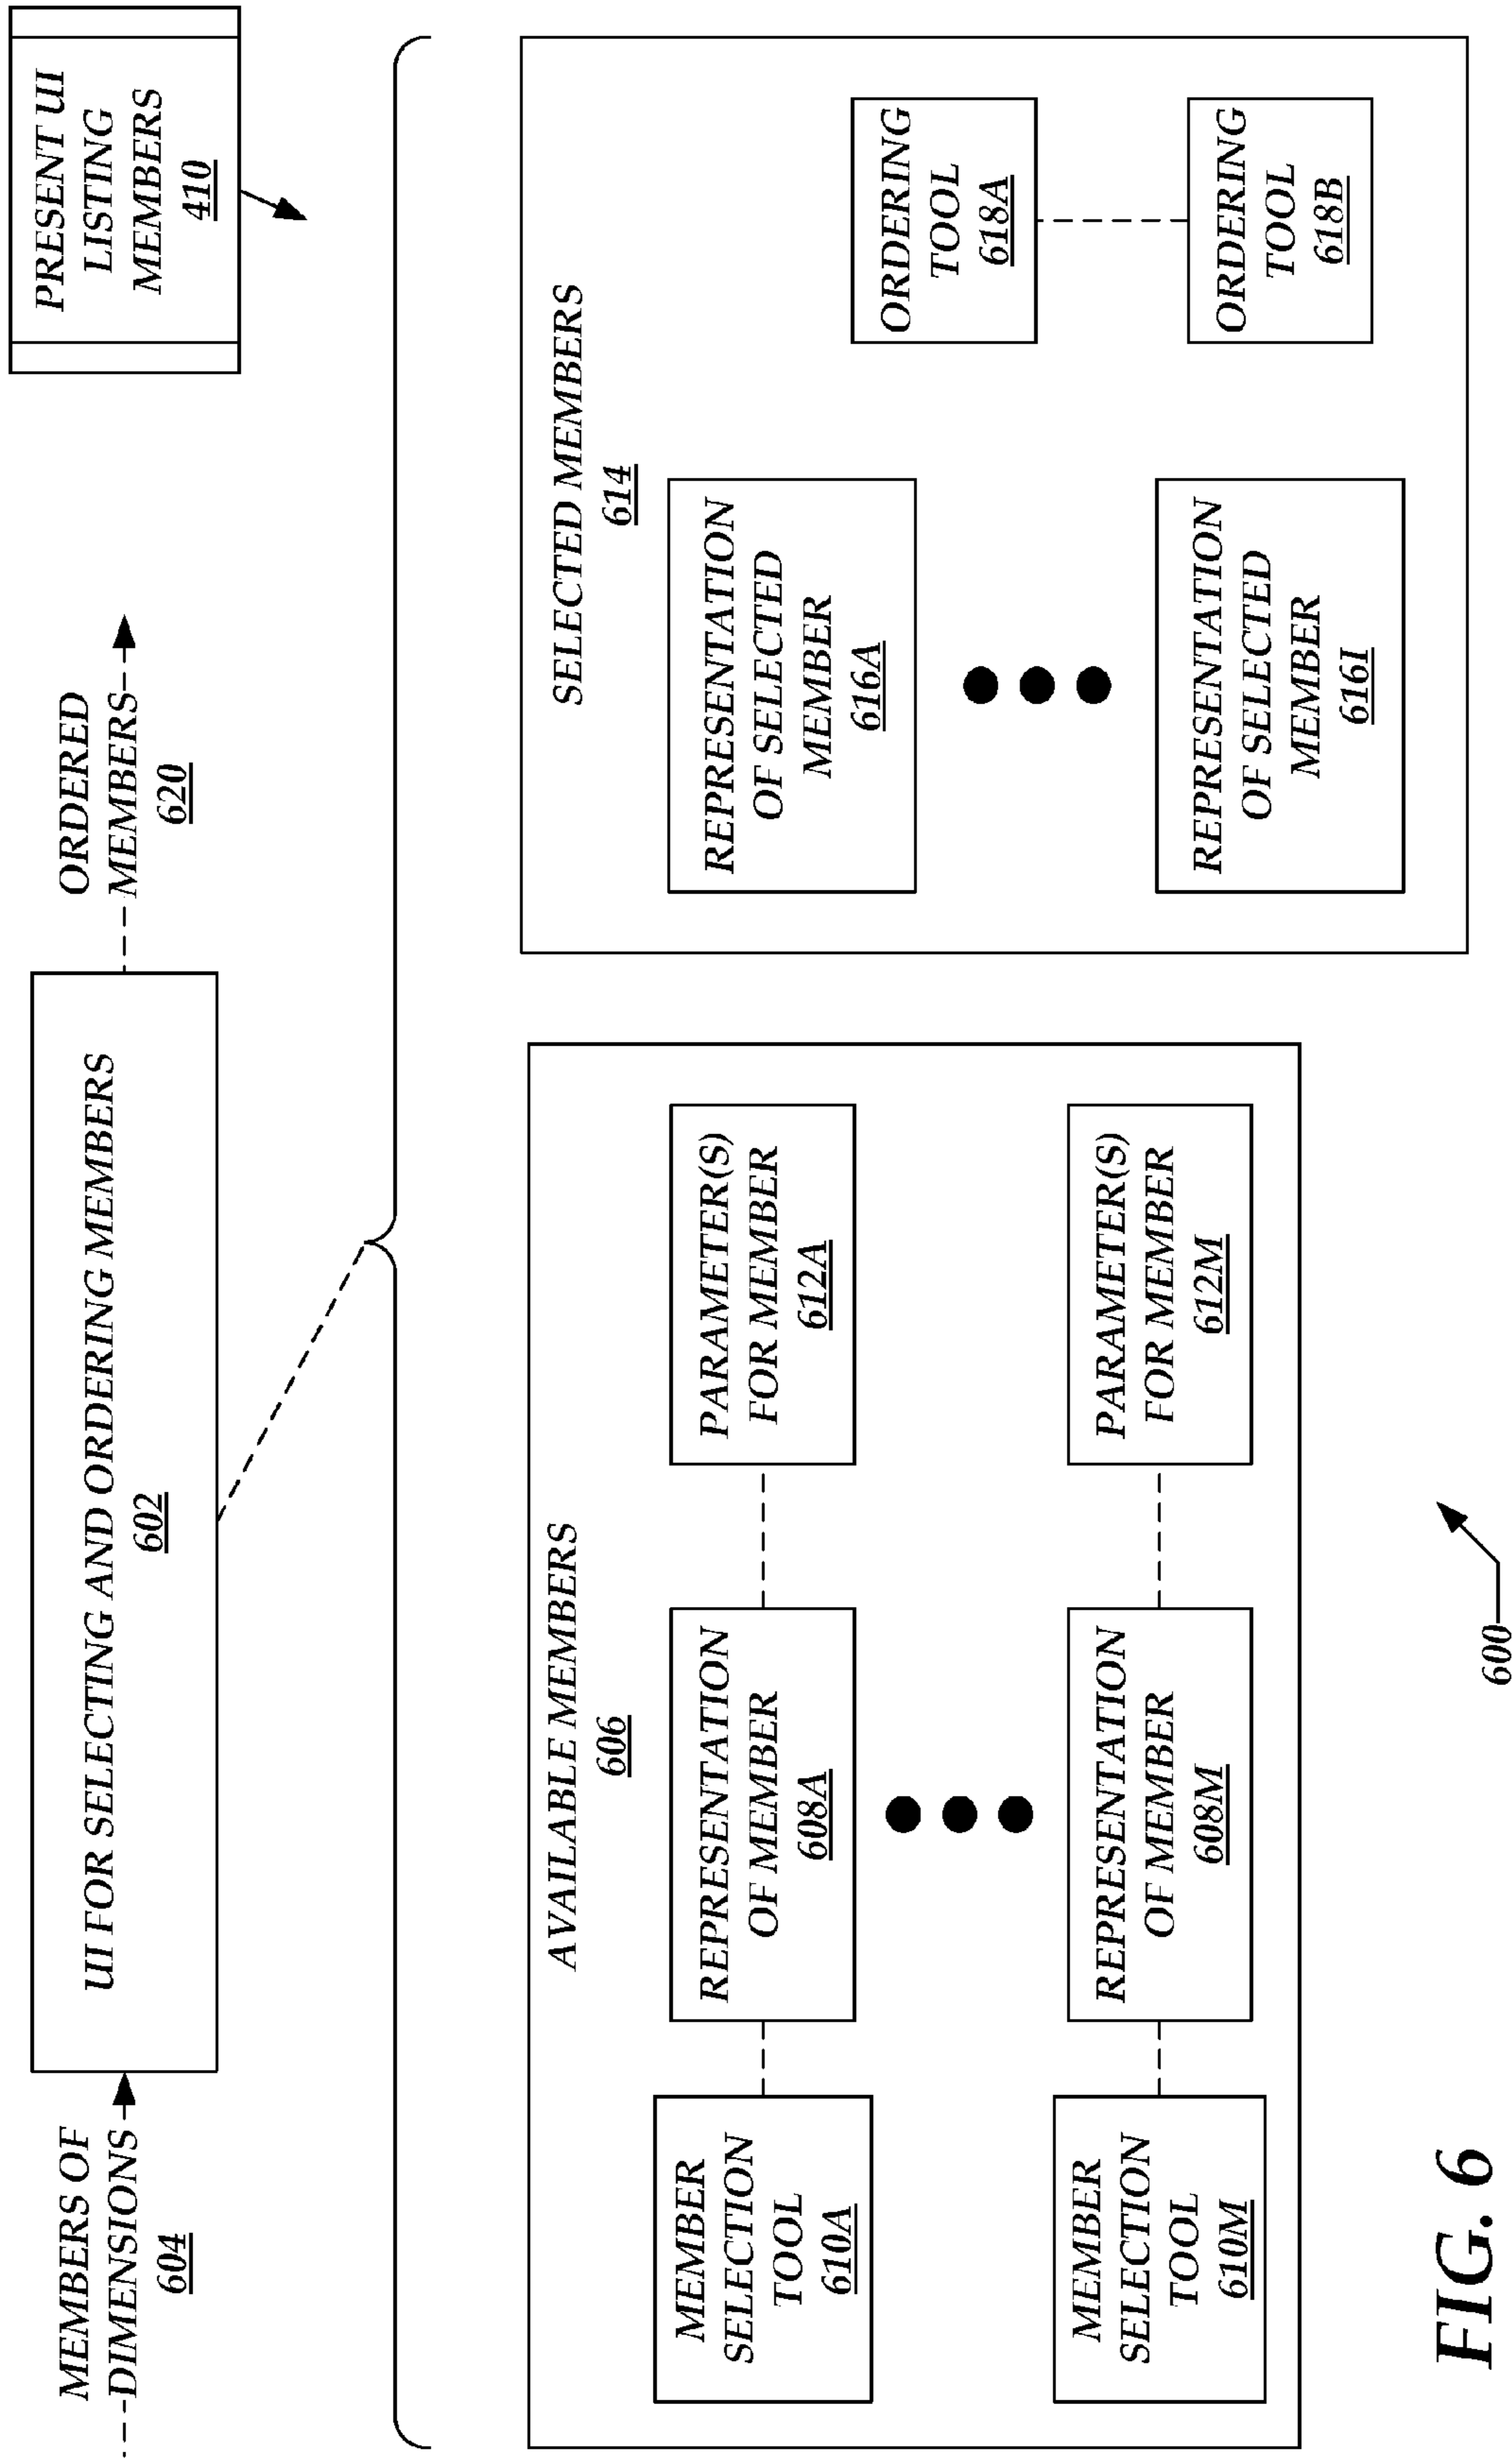 PRESENT UI
LISTING
MEMBERS
410
MEMBERS OF
DIMENSIONS
604
UI FOR SELECTING AND ORDERING MEMBERS
602
ORDERED
MEMBERS
620
AVAILABLE MEMBERS
606
MEMBER
SELECTION
TOOL
610A
REPRESENTATION
OF MEMBER
608A
PARAMETER(S)
FOR MEMBER
612A
MEMBER
SELECTION
TOOL
610M
REPRESENTATION
OF MEMBER
608M
PARAMETER(S)
FOR MEMBER
612M
SELECTED MEMBERS
614
REPRESENTATION
OF SELECTED
MEMBER
616A
ORDERING
TOOL
618A
REPRESENTATION
OF SELECTED
MEMBER
616I
ORDERING
TOOL
618B
600
FIG. 6